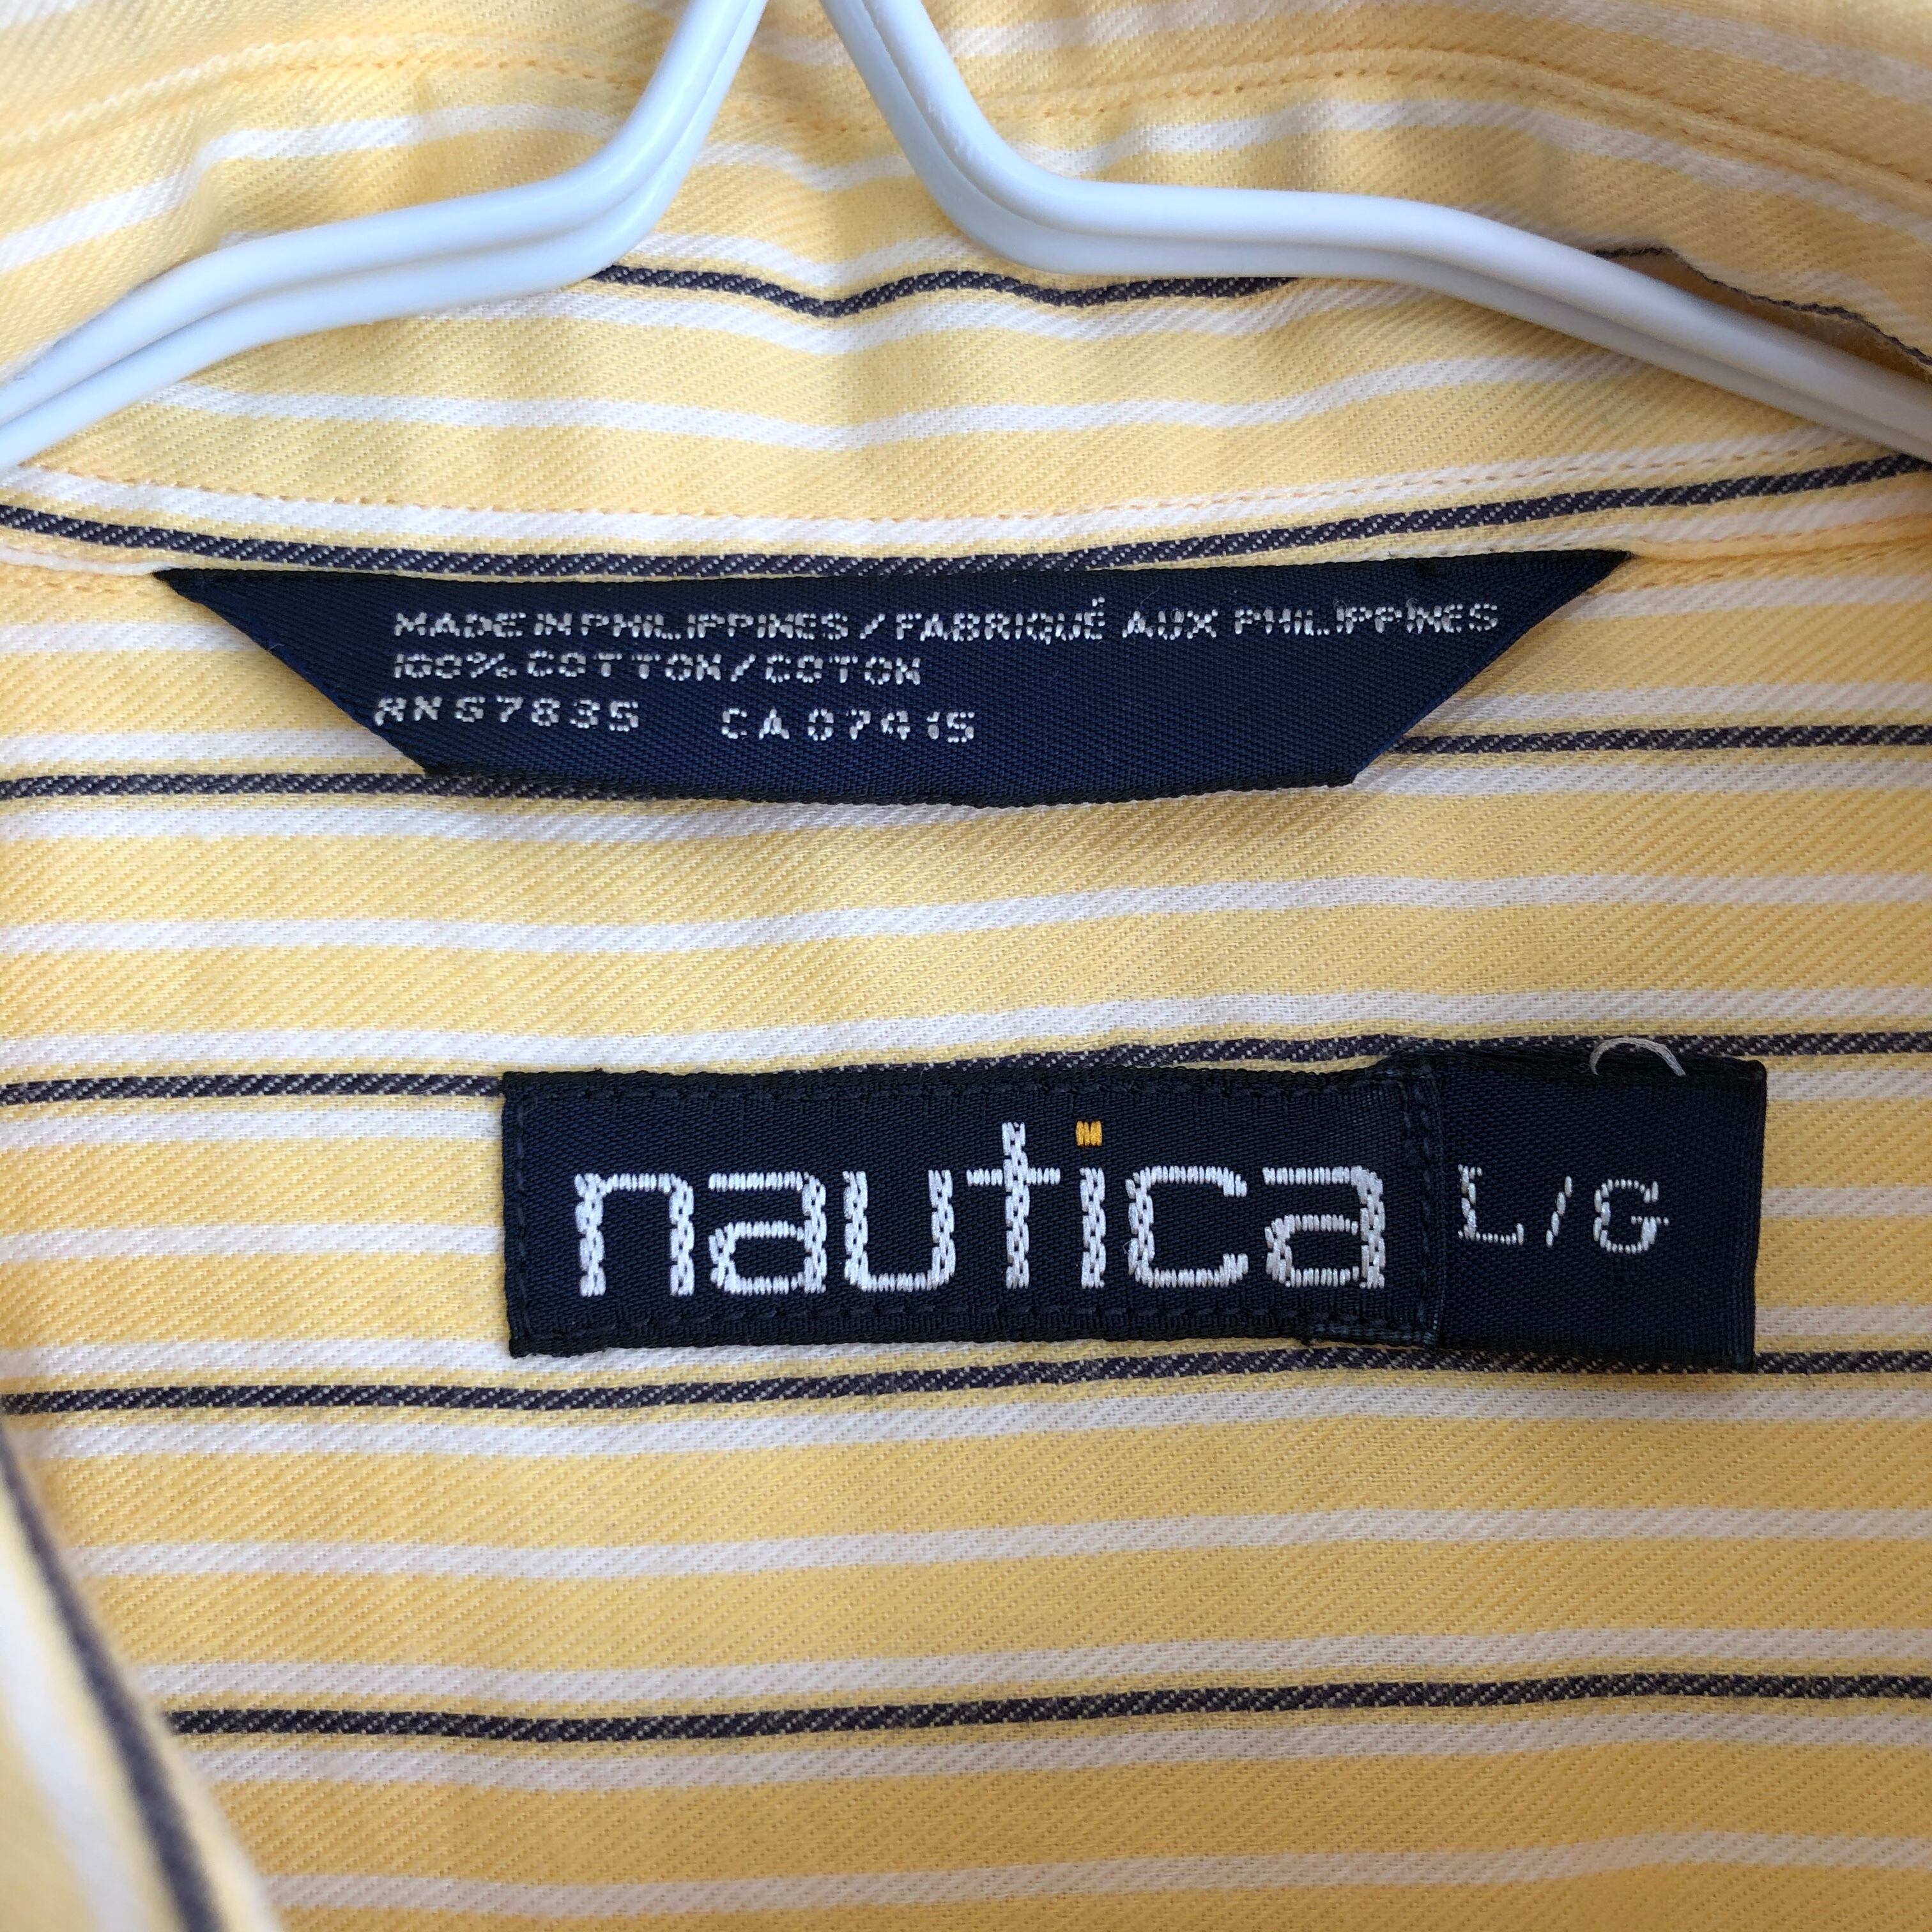 MADE IN PHILIPPINES / FABRIQUÉ AUX PHILIPPINES
100% COTTON / COTON
RN 67835 CA 07415
nautica L/G